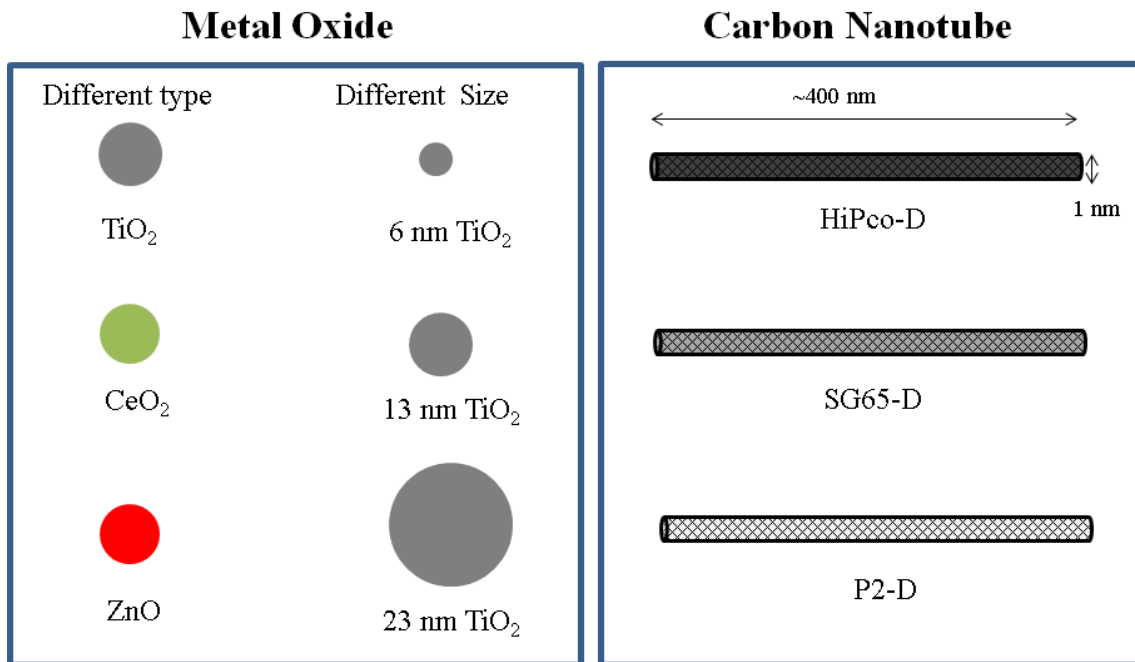 Metal Oxide
Different type
Different Size
TiO₂
6 nm TiO₂
CeO₂
13 nm TiO₂
ZnO
23 nm TiO₂
Carbon Nanotube
~400 nm
1 nm
HiPco-D
SG65-D
P2-D